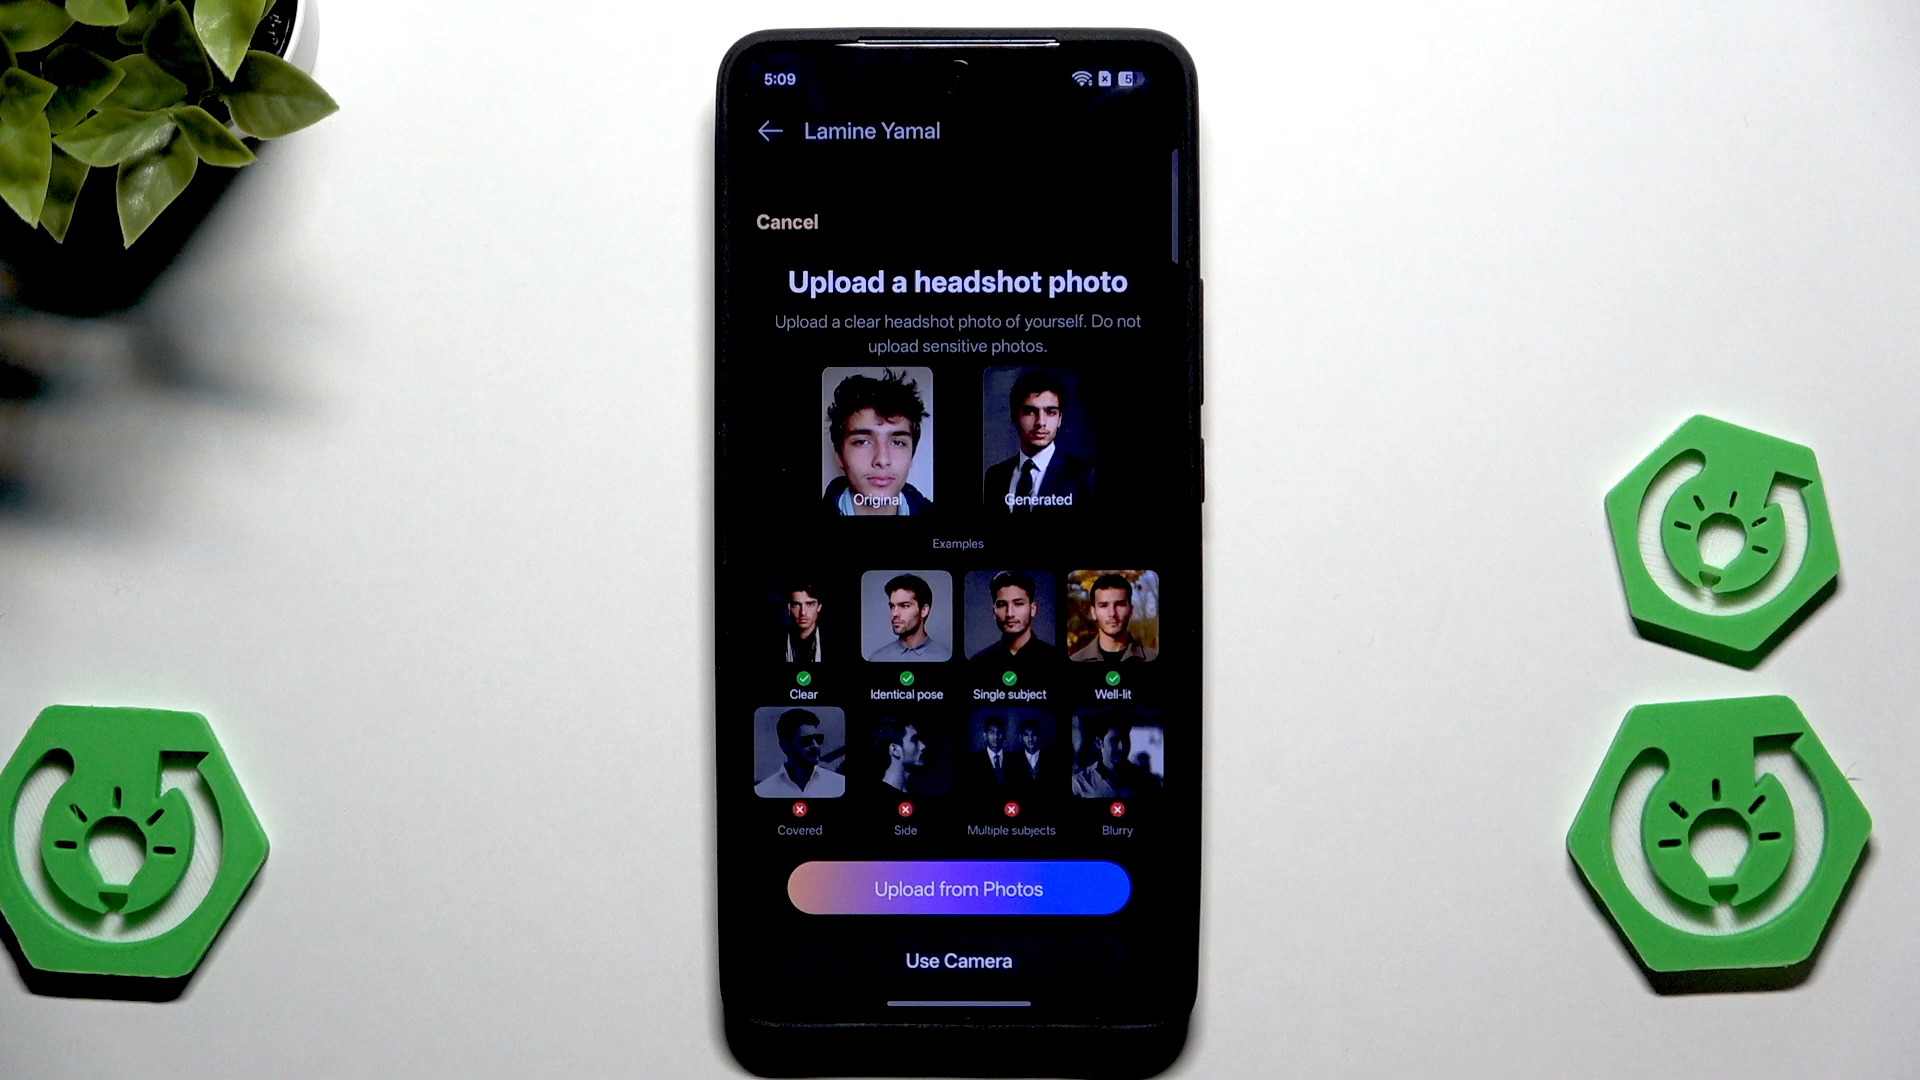 5:09
5
Lamine Yamal
Cancel
Upload a headshot photo
Upload a clear headshot photo of yourself. Do not
upload sensitive photos.
Original
Generated
Examples
Clear
Identical pose
Single subject
Well-lit
Covered
Side
Multiple subjects
Blurry
Upload from Photos
Use Camera